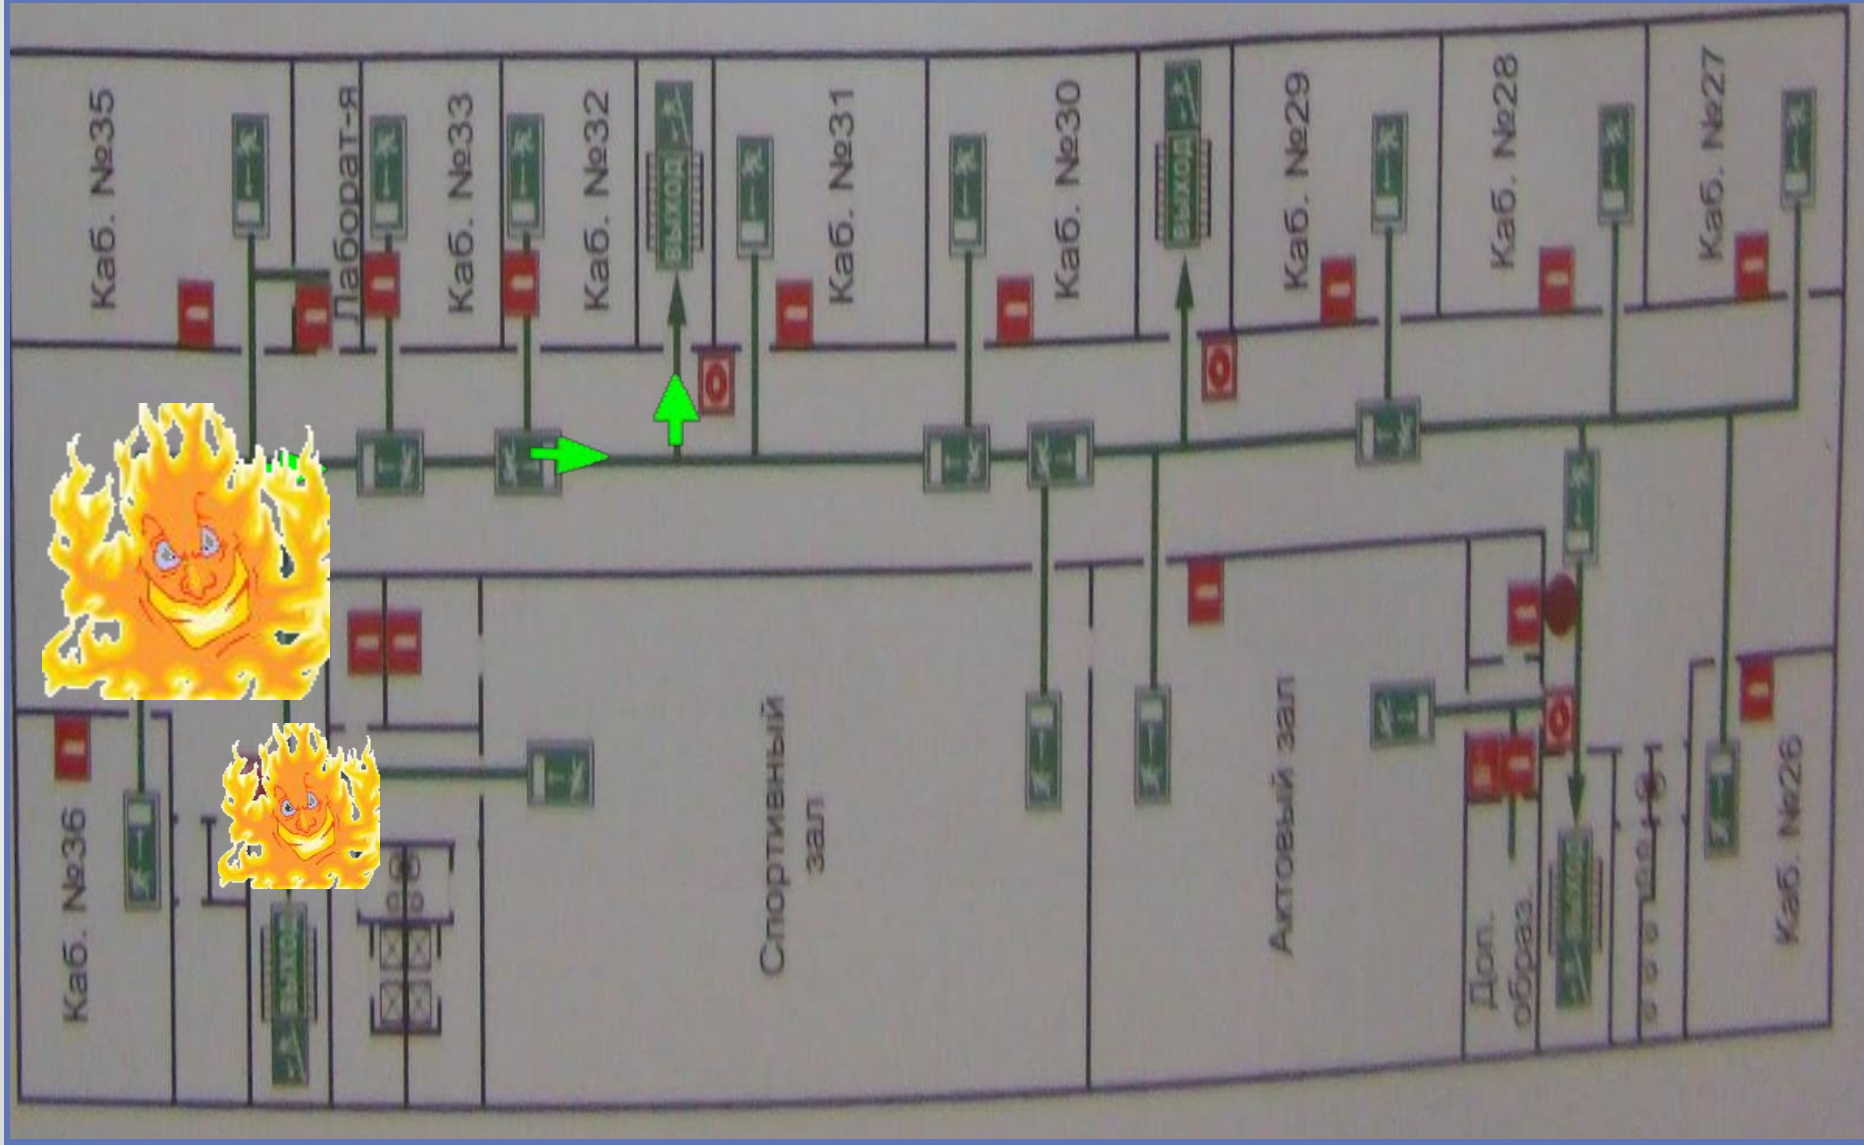 Каб. №35
Лаборат-я
Каб. №33
Каб. №32
ВЫХОД
Каб. №31
Каб. №30
ВЫХОД
Каб. №29
Каб. №28
Каб. №27
Каб. №36
ВЫХОД
Спортивный
зал
Актовый зал
Доп.
образ.
ВЫХОД
Каб. №26